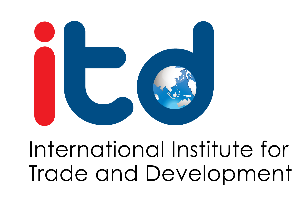 itd
International Institute for
Trade and Development